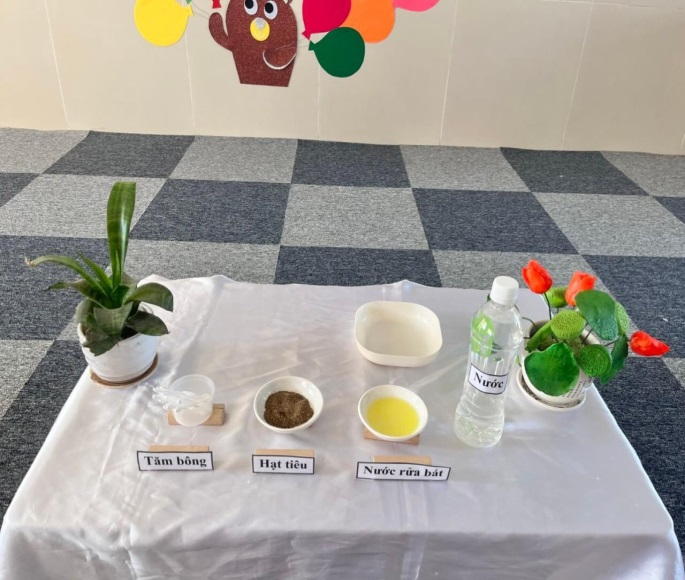 Nước
Tăm bông
Hạt tiêu
Nước rửa bát